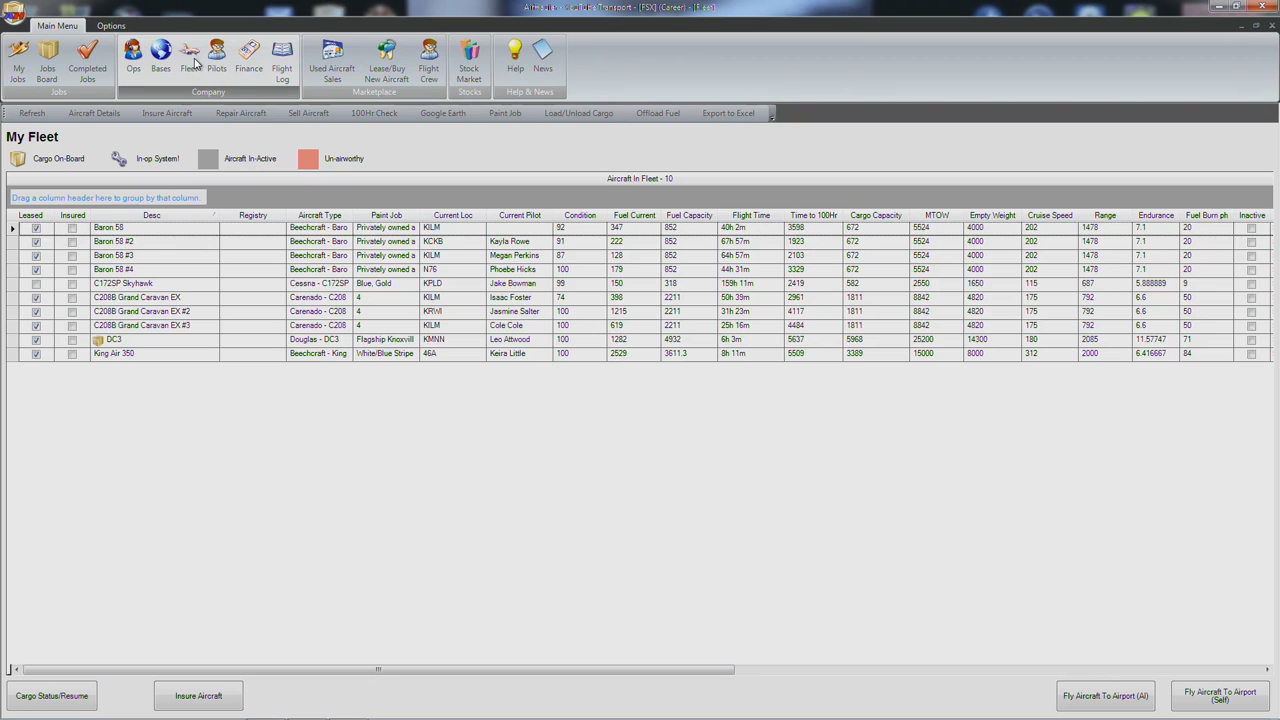 Transport - [FSX] (Career) - [Fleet]
Main Menu Options
My Jobs
Jobs Board
Completed Jobs
Jobs
Ops
Bases
Fleet
Pilots
Finance
Flight Log
Company
Used Aircraft Sales
Lease/Buy New Aircraft
Flight Crew
Marketplace
Stock Market
Stocks
Help
News
Help & News
Refresh Aircraft Details Insure Aircraft Repair Aircraft Sell Aircraft 100Hr Check Google Earth Paint Job Load/Unload Cargo Offload Fuel Export to Excel
My Fleet
Cargo On-Board In-op System! Aircraft In-Active Un-airworthy
Aircraft In Fleet - 10
Drag a column header here to group by that column.
Leased Insured Desc Registry Aircraft Type Paint Job Current Loc Current Pilot Condition Fuel Current Fuel Capacity Flight Time Time to 100Hr Cargo Capacity MTOW Empty Weight Cruise Speed Range Endurance Fuel Burn ph Inactive
Baron 58 Beechcraft - Baro Privately owned a KILM 92 347 852 40h 2m 3598 672 5524 4000 202 1478 7.1 20
Baron 58 #2 Beechcraft - Baro Privately owned a KCKB Kayla Rowe 91 222 852 67h 57m 1923 672 5524 4000 202 1478 7.1 20
Baron 58 #3 Beechcraft - Baro Privately owned a KILM Megan Perkins 87 128 852 64h 57m 2103 672 5524 4000 202 1478 7.1 20
Baron 58 #4 Beechcraft - Baro Privately owned a N76 Phoebe Hicks 100 179 852 44h 31m 3329 672 5524 4000 202 1478 7.1 20
C172SP Skyhawk Cessna - C172SP Blue, Gold KPLD Jake Bowman 99 150 318 159h 11m 2419 582 2550 1650 115 687 5.888889 9
C208B Grand Caravan EX Carenado - C208 4 KILM Isaac Foster 74 398 2211 50h 39m 2961 1811 8842 4842 175 792 6.6 50
C208B Grand Caravan EX #2 Carenado - C208 4 KRWI Jasmine Salter 100 1215 2211 31h 23m 4117 1811 8842 4842 175 792 6.6 50
C208B Grand Caravan EX #3 Carenado - C208 4 KILM Cole Cole 100 619 2211 25h 16m 4484 1811 8842 4842 175 792 6.6 50
DC3 Douglas - DC3 Flagship Knoxvill KMNN Leo Attwood 100 1282 4932 6h 3m 5637 5968 25200 14300 180 2085 11.57747 71
King Air 350 Beechcraft - King White/Blue Stripe 46A Keira Little 100 2529 3611.3 8h 11m 5509 3389 15000 8000 312 2000 6.416667 84
Cargo Status/Resume Insure Aircraft Fly Aircraft To Airport (AI) Fly Aircraft To Airport (Self)